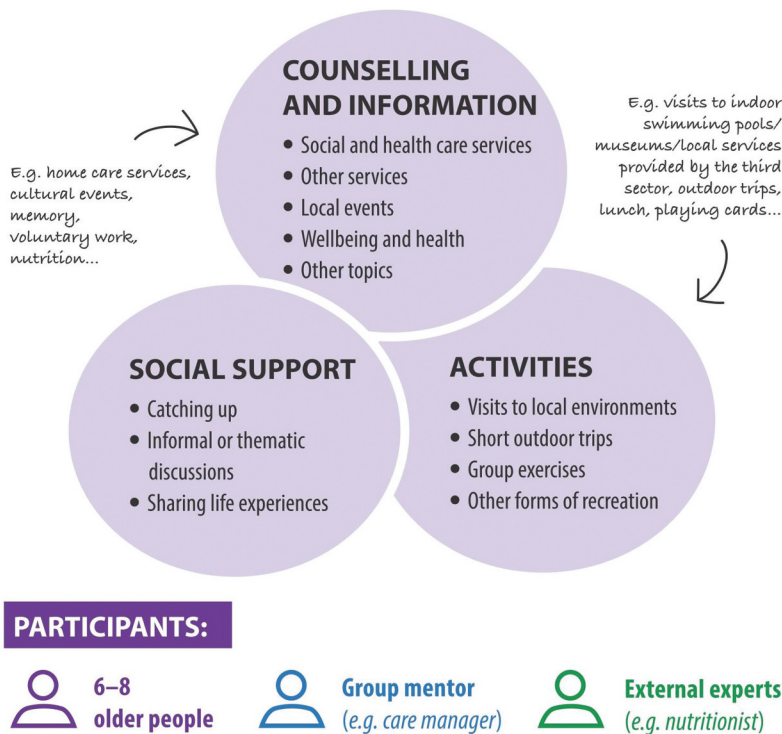 COUNSELLING
AND INFORMATION
• Social and health care services
• Other services
• Local events
• Wellbeing and health
• Other topics
E.g. home care services,
cultural events,
memory,
voluntary work,
nutrition...
E.g. visits to indoor
swimming pools/
museums/local services
provided by the third
sector, outdoor trips,
lunch, playing cards...
SOCIAL SUPPORT
• Catching up
• Informal or thematic
discussions
• Sharing life experiences
ACTIVITIES
• Visits to local environments
• Short outdoor trips
• Group exercises
• Other forms of recreation
PARTICIPANTS:
6–8
older people
Group mentor
(e.g. care manager)
External experts
(e.g. nutritionist)